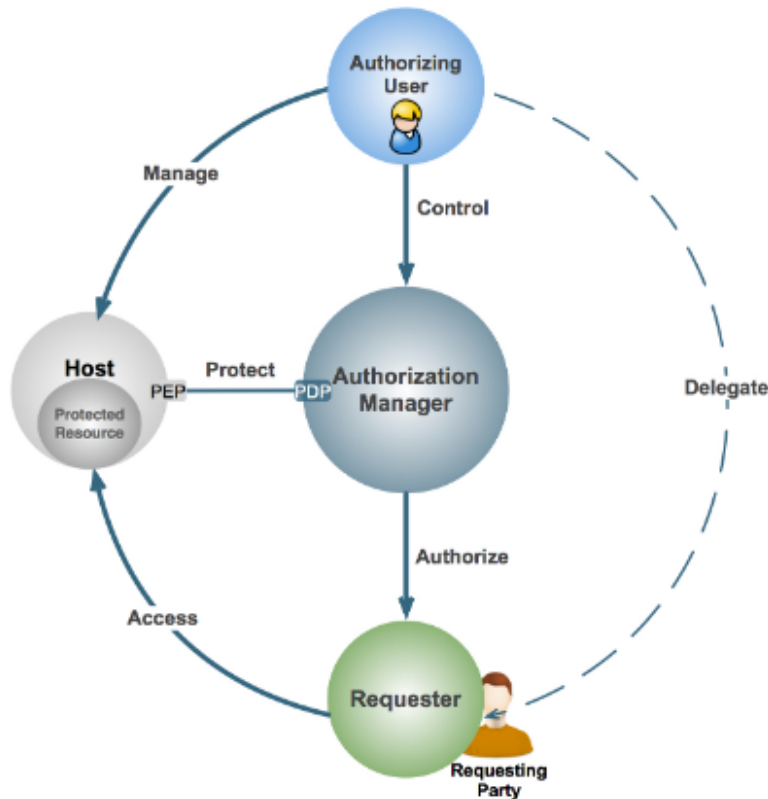 Authorizing
User
Manage
Control
Host
Protected
Resource
PEP
Protect
PDP
Authorization
Manager
Delegate
Authorize
Access
Requester
Requesting
Party